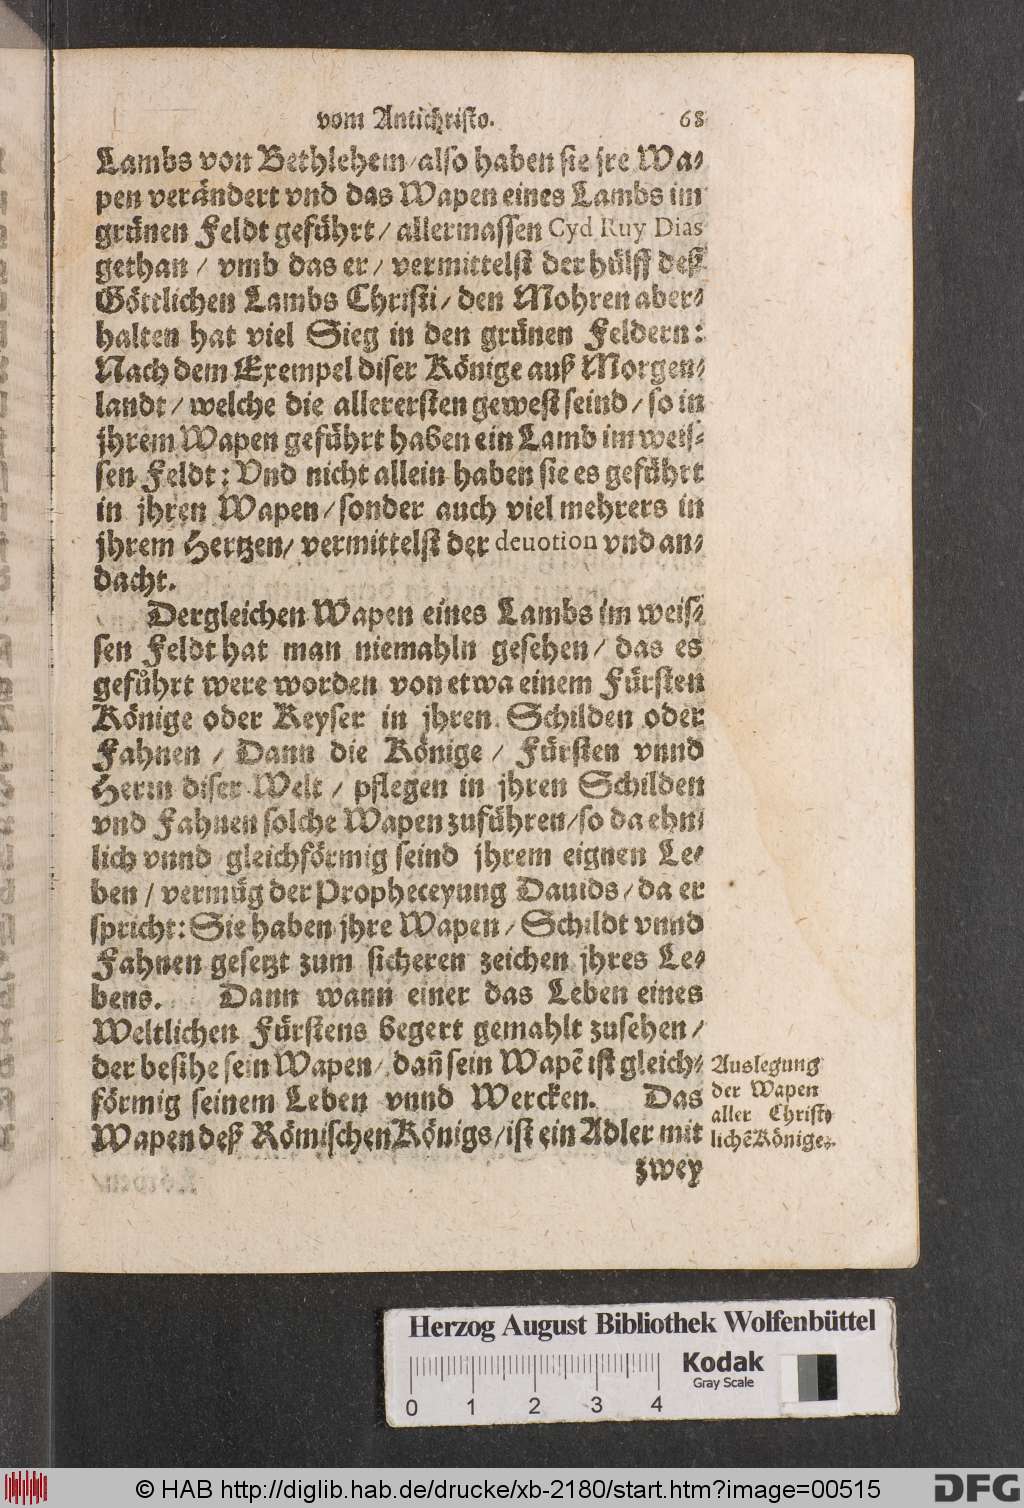 vom Antichristo. 68
Lambs von Bethlehem/also haben sie jre Wa-
pen verändert vnd das Wapen eines Lambs im
grünen Feldt geführt/ allermassen Cyd Ruy Dias
gethan / vmb das er/ vermittelst der hülff deß
Göttlichen Lambs Christi/ den Mohren aber-
halten hat viel Sieg in den grünen Feldern:
Nach dem Exempel diser Könige auß Morgen-
landt/ welche die allerersten gewest seind/ so in
jhrem Wapen geführt haben ein Lamb im weis-
sen Feldt: Vnd nicht allein haben sie es geführt
in jhren Wapen/ sonder auch viel mehrers in
jhrem Hertzen/ vermittelst der deuotion vnd an-
dacht.
Dergleichen Wapen eines Lambs im weis-
sen Feldt hat man niemahln gesehen/ das es
gefůhrt were worden von etwa einem Fürsten
Könige oder Keyser in jhren Schilden oder
Fahnen / Dann die Könige / Fürsten vnnd
Herrn diser Welt / pflegen in jhren Schilden
vnd Fahnen solche Wapen zuführen/so da ehn-
lich vnnd gleichförmig seind jhrem eignen Le-
ben / vermüg der Propheceyung Dauids/ da er
spricht: Sie haben jhre Wapen/ Schildt vnnd
Fahnen gesetzt zum sicheren zeichen jhres Le-
bens. Dann wann einer das Leben eines
Weltlichen Fürstens begert gemahlt zusehen/
der besihe sein Wapen/ dañ sein Wapẽ ist gleich-
förmig seinem Leben vnnd Wercken. Das
Wapen deß Römischen Königs/ist ein Adler mit
zwey
Auslegung
der Wapen
aller Christ-
lichẽ Könige.
Herzog August Bibliothek Wolfenbüttel
Kodak
Gray Scale
0 1 2 3 4
© HAB http://diglib.hab.de/drucke/xb-2180/start.htm?image=00515
DFG